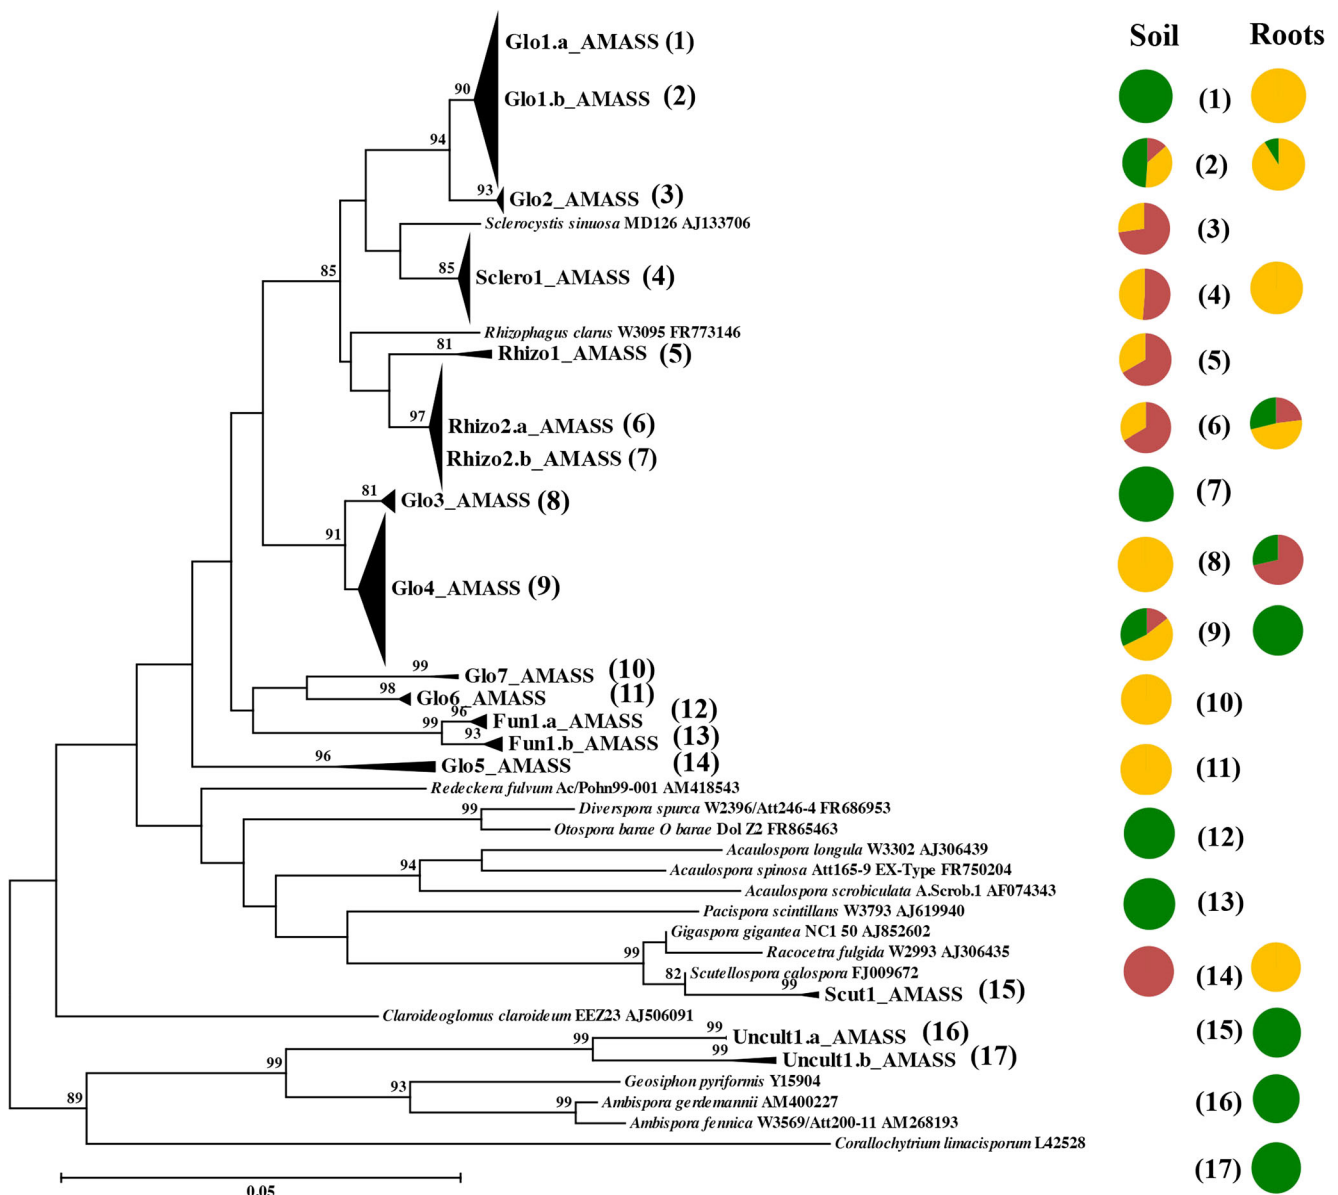 Soil Roots
Glo1.a_AMASS (1)
90
Glo1.b_AMASS (2)
(1)
94
(2)
93
Glo2_AMASS (3)
Sclerocystis sinuosa MD126 AJ133706
(3)
85
85
Sclero1_AMASS (4)
(4)
Rhizophagus clarus W3095 FR773146
81
Rhizo1_AMASS (5)
(5)
97
Rhizo2.a_AMASS (6)
(6)
Rhizo2.b_AMASS (7)
(7)
81
Glo3_AMASS (8)
91
(8)
Glo4_AMASS (9)
(9)
99
Glo7_AMASS (10)
98
Glo6_AMASS (11)
(10)
96
99
Fun1.a_AMASS (12)
93
Fun1.b_AMASS (13)
96
Glo5_AMASS (14)
(11)
Redeckera fulvum Ac/Pohn99-001 AM418543
99
Diverspora spurca W2396/Att246-4 FR686953
Otospora barae O barae Dol Z2 FR865463
(12)
Acaulospora longula W3302 AJ306439
94
Acaulospora spinosa Att165-9 EX-Type FR750204
Acaulospora scrobiculata A.Scrob.1 AF074343
(13)
Pacispora scintillans W3793 AJ619940
Gigaspora gigantea NC1 50 AJ852602
99
Racocetra fulgida W2993 AJ306435
82
Scutellospora calospora FJ009672
(14)
99
Scut1_AMASS (15)
Claroideoglomus claroideum EEZ23 AJ506091
(15)
99
99
Uncult1.a_AMASS (16)
99
Uncult1.b_AMASS (17)
99
93
Geosiphon pyriformis Y15904
89
99
Ambispora gerdemannii AM400227
(16)
Ambispora fennica W3569/Att200-11 AM268193
Corallochytrium limacisporum L42528
(17)
0.05